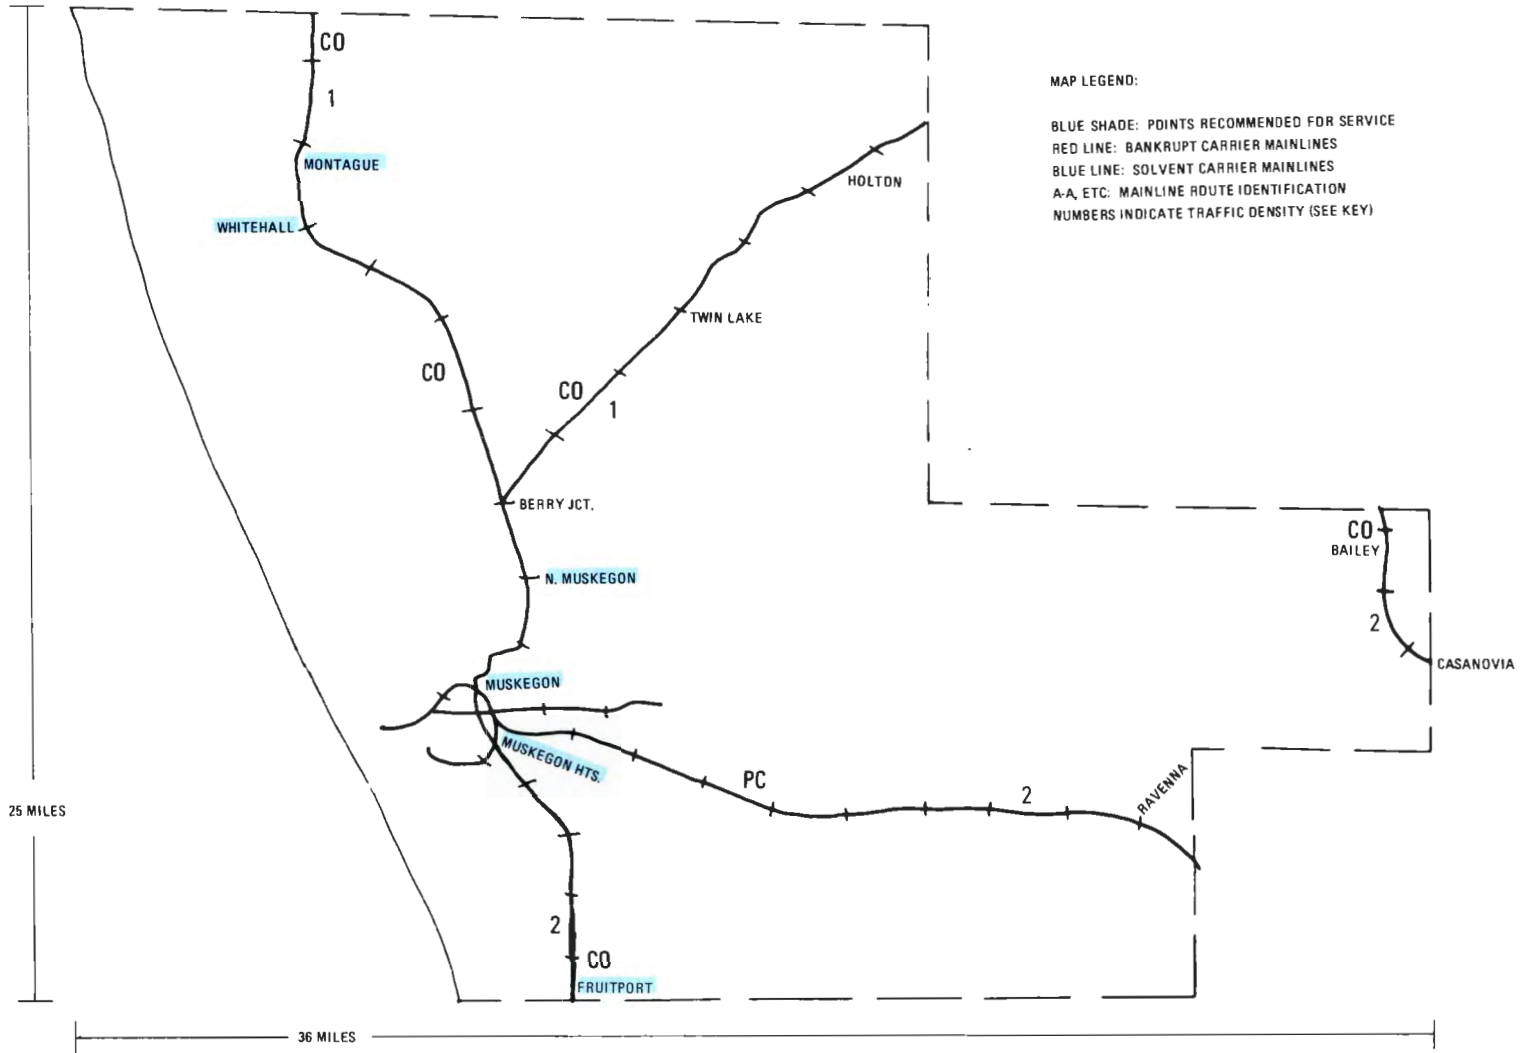 CO
1
MONTAGUE
WHITEHALL
CO
CO
1
HOLTON
TWIN LAKE
BERRY JCT.
N. MUSKEGON
MUSKEGON
MUSKEGON HTS.
PC
2
RAVENNA
2
CO
FRUITPORT
CO
BAILEY
2
CASANOVIA
MAP LEGEND:
BLUE SHADE: POINTS RECOMMENDED FOR SERVICE
RED LINE: BANKRUPT CARRIER MAINLINES
BLUE LINE: SOLVENT CARRIER MAINLINES
A-A, ETC: MAINLINE ROUTE IDENTIFICATION
NUMBERS INDICATE TRAFFIC DENSITY (SEE KEY)
25 MILES
36 MILES